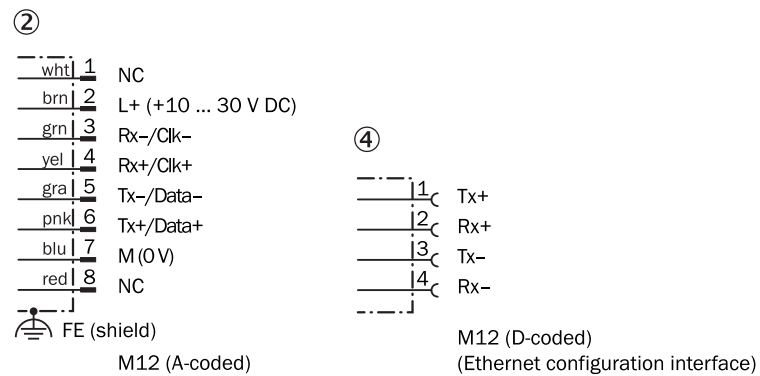 ②
wht 1 NC
brn 2 L+ (+10 ... 30 V DC)
grn 3 Rx–/Clk–
yel 4 Rx+/Clk+
gra 5 Tx–/Data–
pnk 6 Tx+/Data+
blu 7 M (0 V)
red 8 NC
FE (shield)
M12 (A-coded)
④
1 Tx+
2 Rx+
3 Tx–
4 Rx–
M12 (D-coded)
(Ethernet configuration interface)